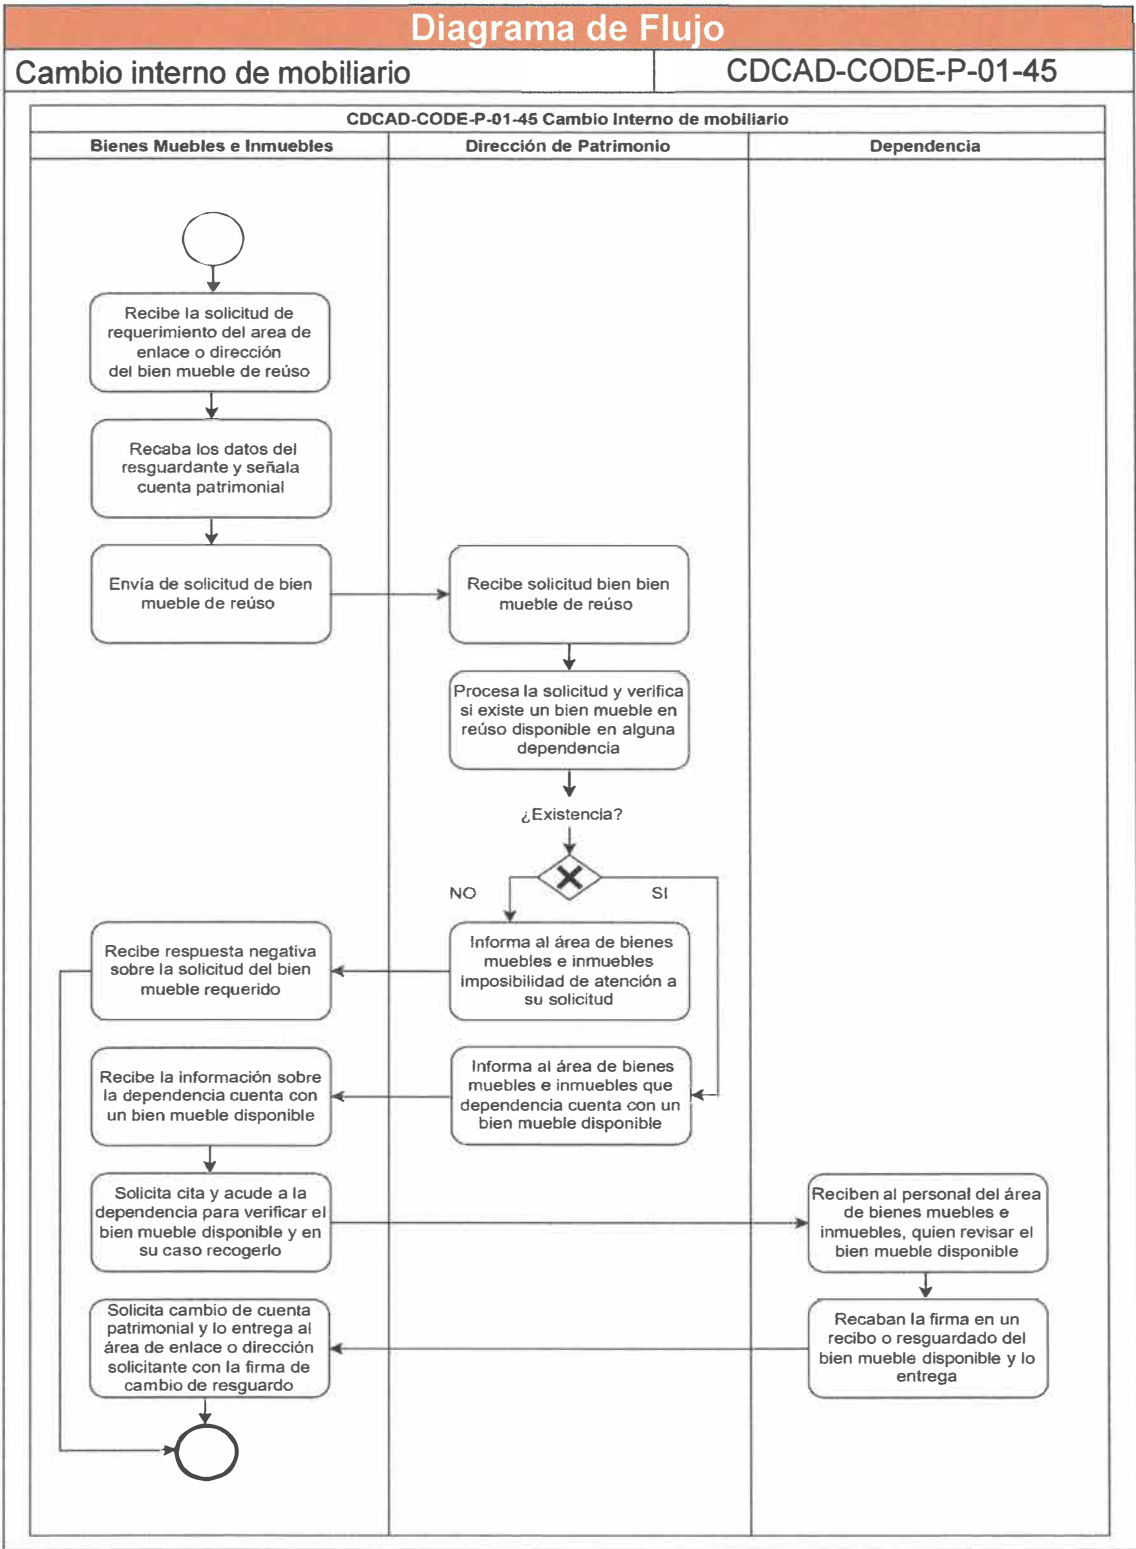 Diagrama de Flujo
Cambio interno de mobiliario
CDCAD-CODE-P-01-45
CDCAD-CODE-P-01-45 Cambio Interno de mobiliario
Bienes Muebles e Inmuebles
Dirección de Patrimonio
Dependencia
Recibe la solicitud de
requerimiento del area de
enlace o dirección
del bien mueble de reúso
Recaba los datos del
resguardante y señala
cuenta patrimonial
Envía de solicitud de bien
mueble de reúso
Recibe solicitud bien bien
mueble de reúso
Procesa la solicitud y verifica
si existe un bien mueble en
reúso disponible en alguna
dependencia
¿Existencia?
NO
SI
Informa al área de bienes
muebles e inmuebles
imposibilidad de atención a
su solicitud
Recibe respuesta negativa
sobre la solicitud del bien
mueble requerido
Informa al área de bienes
muebles e inmuebles que
dependencia cuenta con un
bien mueble disponible
Recibe la información sobre
la dependencia cuenta con
un bien mueble disponible
Solicita cita y acude a la
dependencia para verificar el
bien mueble disponible y en
su caso recogerlo
Reciben al personal del área
de bienes muebles e
inmuebles, quien revisar el
bien mueble disponible
Recaban la firma en un
recibo o resguardado del
bien mueble disponible y lo
entrega
Solicita cambio de cuenta
patrimonial y lo entrega al
área de enlace o dirección
solicitante con la firma de
cambio de resguardo